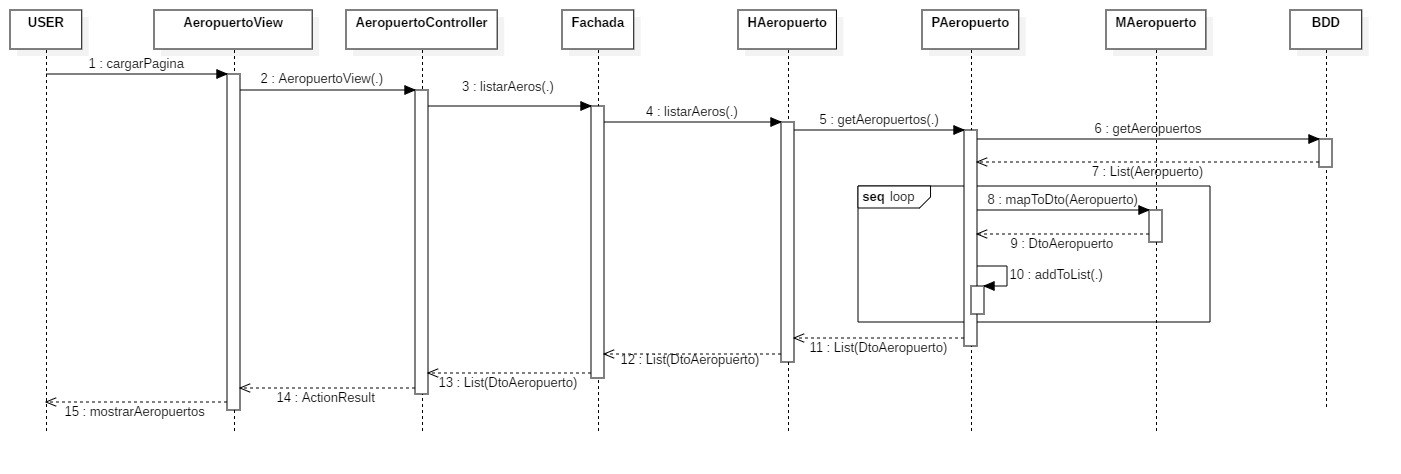 USER
AeropuertoView
AeropuertoController
Fachada
HAeropuerto
PAeropuerto
MAeropuerto
BDD
1 : cargarPagina
2 : AeropuertoView(.)
3 : listarAeros(.)
4 : listarAeros(.)
5 : getAeropuertos(.)
6 : getAeropuertos
7 : List(Aeropuerto)
seq loop
8 : mapToDto(Aeropuerto)
9 : DtoAeropuerto
10 : addToList(.)
11 : List(DtoAeropuerto)
12 : List(DtoAeropuerto)
13 : List(DtoAeropuerto)
14 : ActionResult
15 : mostrarAeropuertos